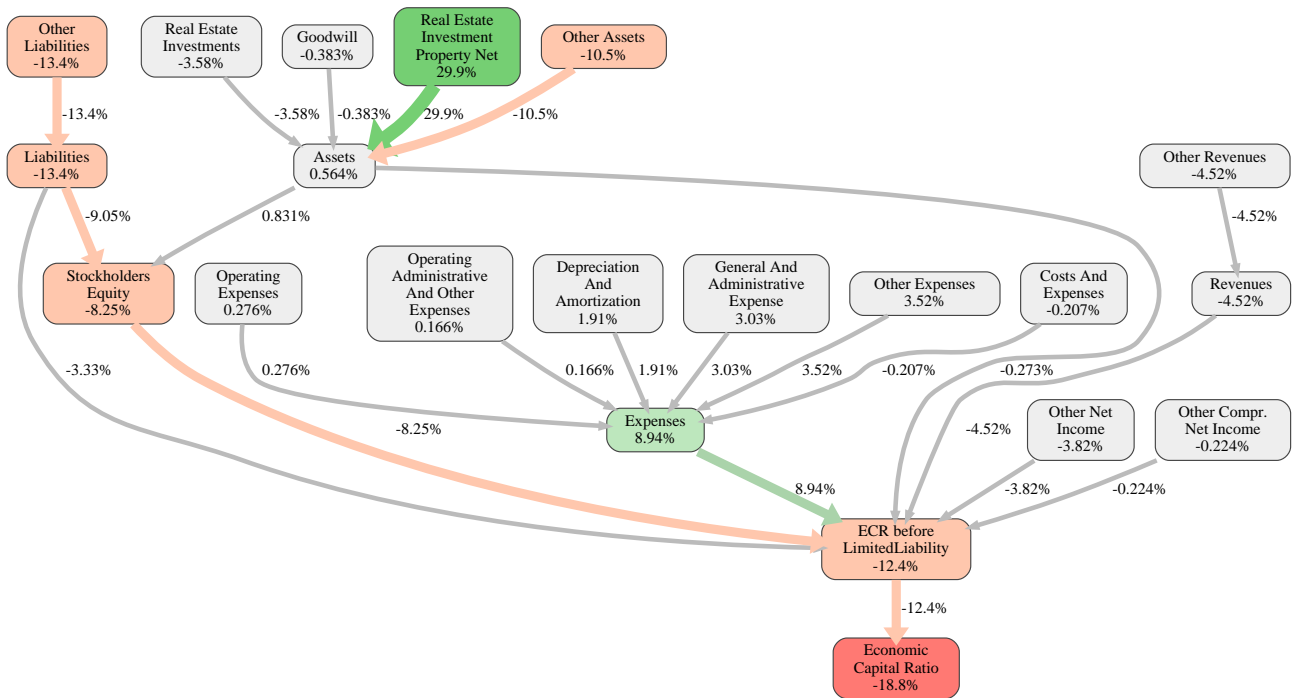 Other
Liabilities
-13.4%
Real Estate
Investments
-3.58%
Goodwill
-0.383%
Real Estate
Investment
Property Net
29.9%
Other Assets
-10.5%
-13.4%
-3.58%
-0.383%
29.9%
-10.5%
Liabilities
-13.4%
Assets
0.564%
Other Revenues
-4.52%
-9.05%
0.831%
-4.52%
Stockholders
Equity
-8.25%
Operating
Expenses
0.276%
Operating
Administrative
And Other
Expenses
0.166%
Depreciation
And
Amortization
1.91%
General And
Administrative
Expense
3.03%
Other Expenses
3.52%
Costs And
Expenses
-0.207%
Revenues
-4.52%
-3.33%
0.276%
0.166%
1.91%
3.03%
3.52%
-0.207%
-0.273%
Expenses
8.94%
Other Net
Income
-3.82%
Other Compr.
Net Income
-0.224%
-8.25%
-4.52%
8.94%
-3.82%
-0.224%
ECR before
LimitedLiability
-12.4%
-12.4%
Economic
Capital Ratio
-18.8%